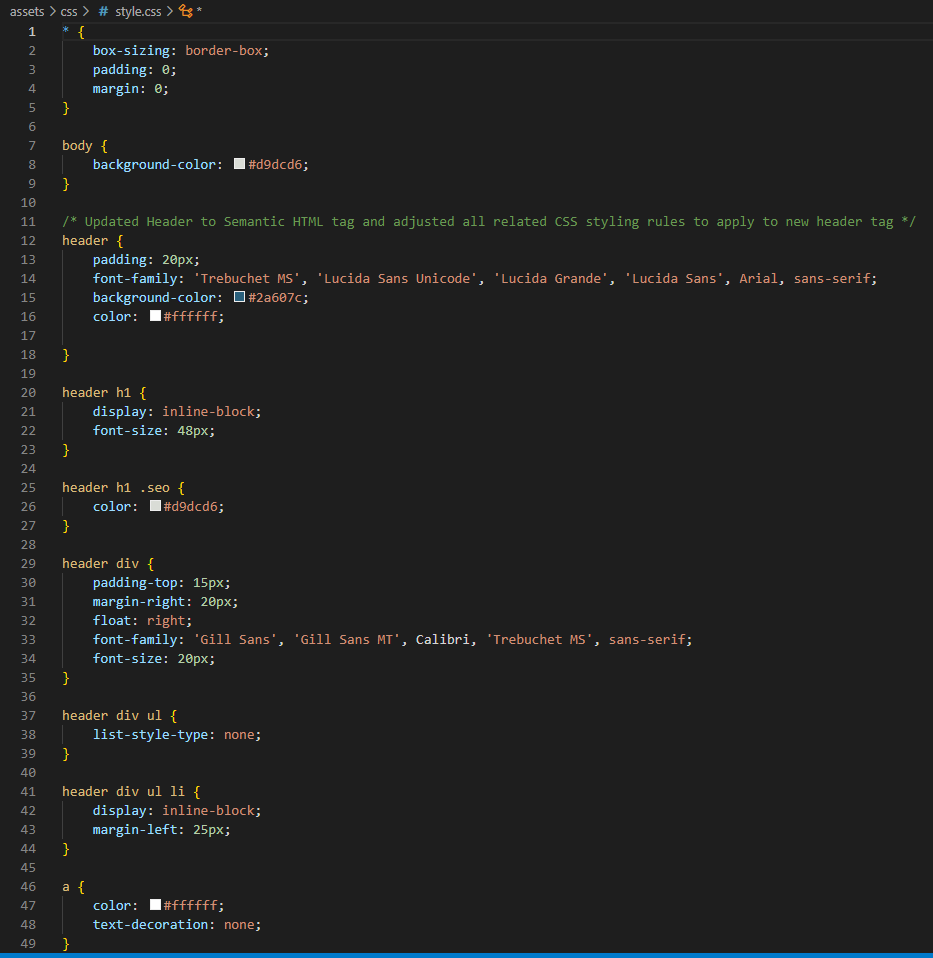 assets > css > # style.css > *
1 * {
2     box-sizing: border-box;
3     padding: 0;
4     margin: 0;
5 }
6
7 body {
8     background-color: #d9dcd6;
9 }
10
11 /* Updated Header to Semantic HTML tag and adjusted all related CSS styling rules to apply to new header tag */
12 header {
13     padding: 20px;
14     font-family: 'Trebuchet MS', 'Lucida Sans Unicode', 'Lucida Grande', 'Lucida Sans', Arial, sans-serif;
15     background-color: #2a607c;
16     color: #ffffff;
17
18 }
19
20 header h1 {
21     display: inline-block;
22     font-size: 48px;
23 }
24
25 header h1 .seo {
26     color: #d9dcd6;
27 }
28
29 header div {
30     padding-top: 15px;
31     margin-right: 20px;
32     float: right;
33     font-family: 'Gill Sans', 'Gill Sans MT', Calibri, 'Trebuchet MS', sans-serif;
34     font-size: 20px;
35 }
36
37 header div ul {
38     list-style-type: none;
39 }
40
41 header div ul li {
42     display: inline-block;
43     margin-left: 25px;
44 }
45
46 a {
47     color: #ffffff;
48     text-decoration: none;
49 }